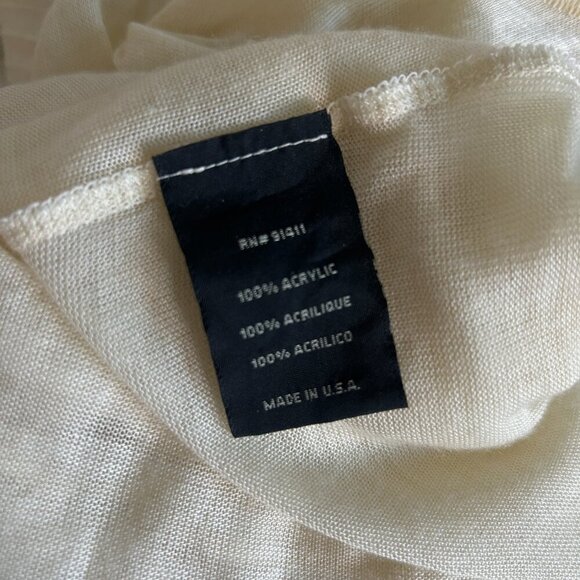 RN# 91411
100% ACRYLIC
100% ACRILIQUE
100% ACRILICO
MADE IN U.S.A.